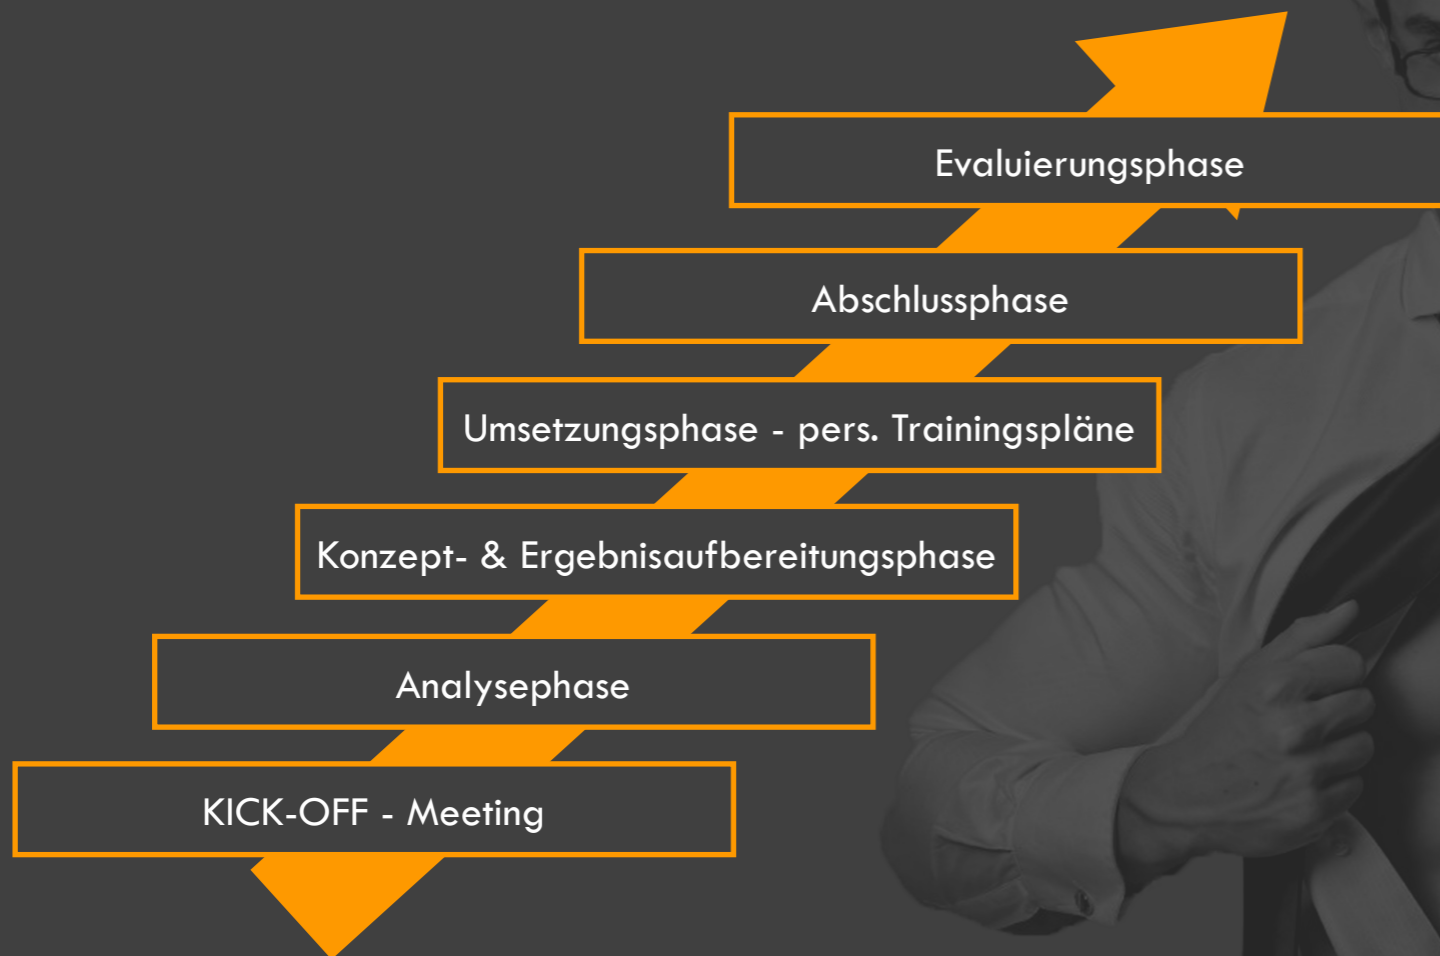 Evaluierungsphase
Abschlussphase
Umsetzungsphase - pers. Trainingspläne
Konzept- & Ergebnisaufbereitungsphase
Analysephase
KICK-OFF - Meeting